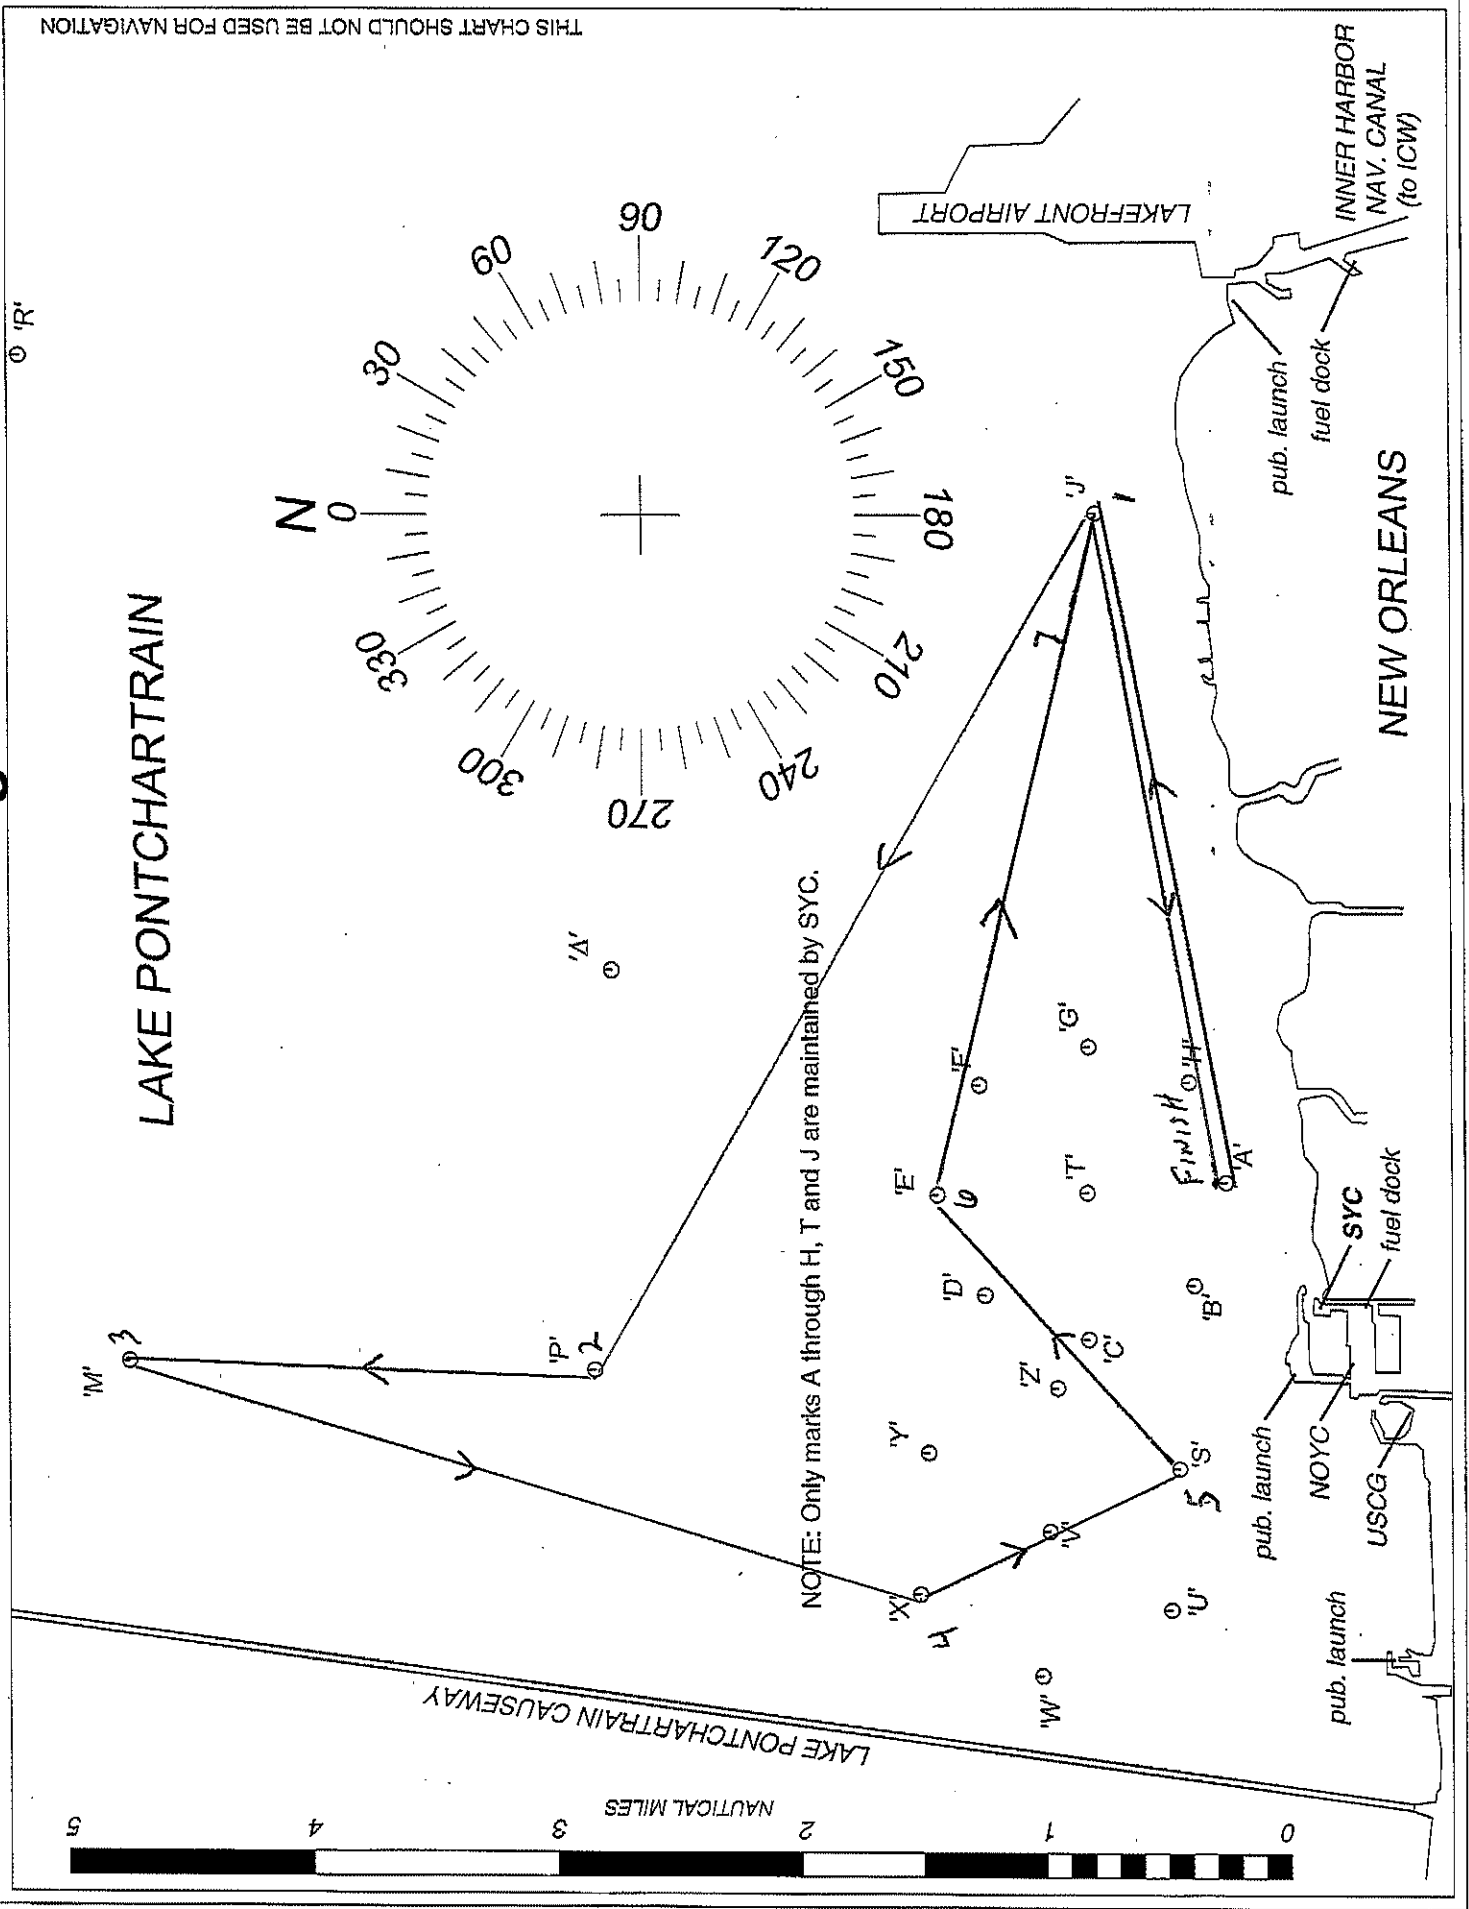 THIS CHART SHOULD NOT BE USED FOR NAVIGATION
'R'
LAKE PONTCHARTRAIN
N
0
30
60
90
120
150
180
210
240
270
300
330
LAKEFRONT AIRPORT
INNER HARBOR
NAV. CANAL
(to ICW)
pub. launch
fuel dock
NEW ORLEANS
'J'
1
7
'Δ'
NOTE: Only marks A through H, T and J are maintained by SYC.
'M'
3
'P'
2
'E'
6
'F'
'G'
'H'
FINISH
'A'
'T'
'D'
'B'
'C'
'Z'
'Y'
'S'
5
'V'
'X'
4
'U'
'W'
SYC
fuel dock
pub. launch
NOYC
USCG
pub. launch
LAKE PONTCHARTRAIN CAUSEWAY
NAUTICAL MILES
5
4
3
2
1
0